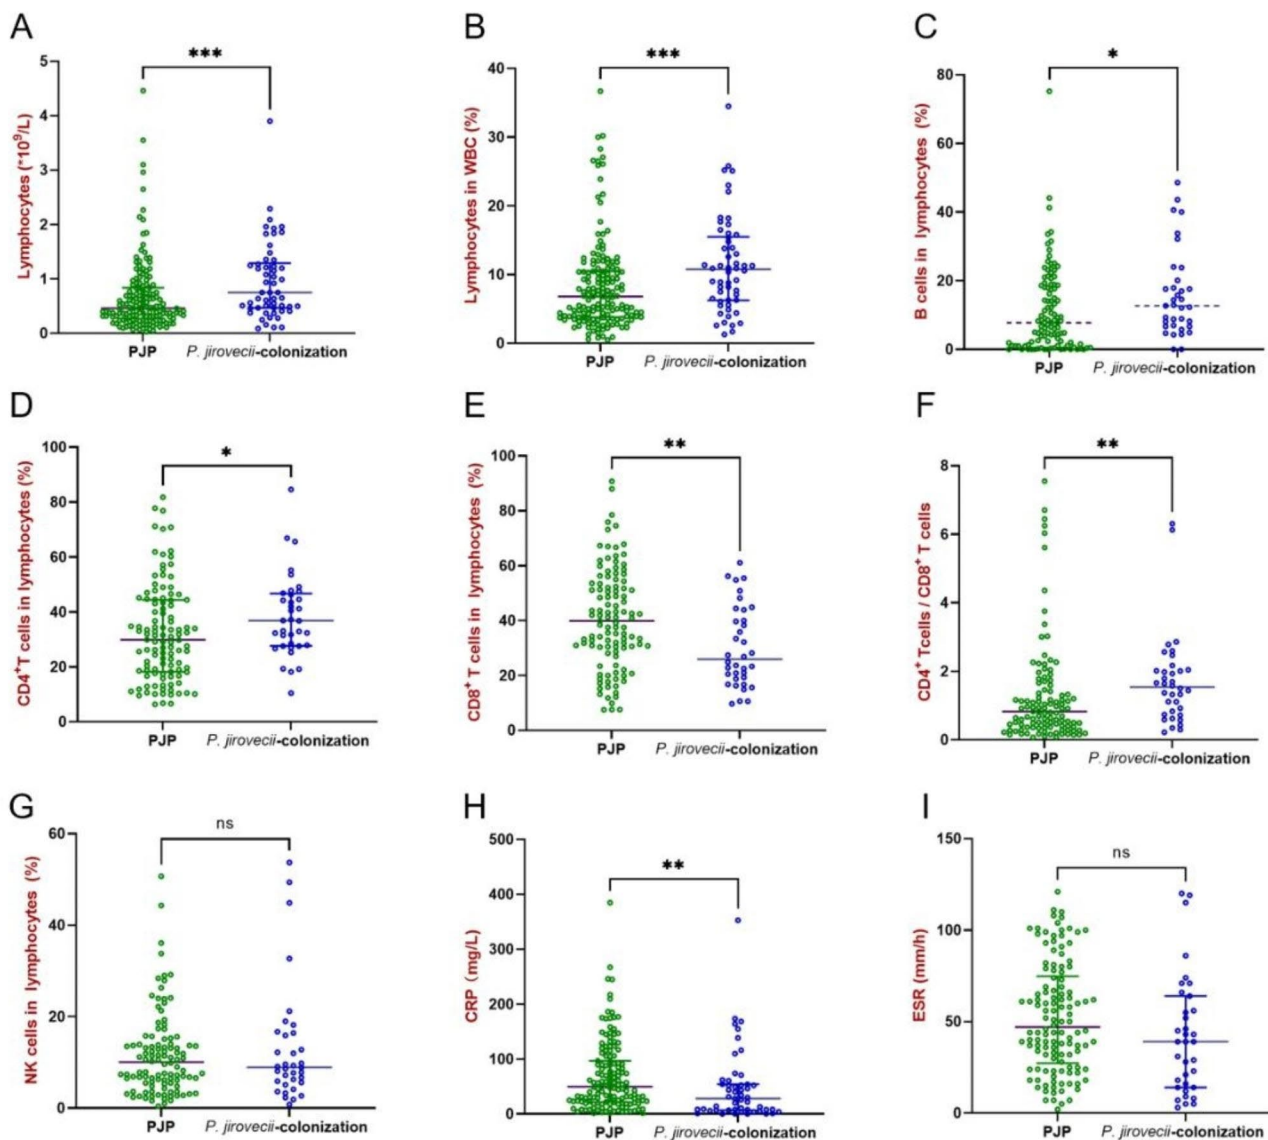 A
Lymphocytes (*10⁹/L)
***
5
4
3
2
1
0
PJP
P. jirovecii-colonization
B
Lymphocytes in WBC (%)
***
40
30
20
10
0
PJP
P. jirovecii-colonization
C
B cells in lymphocytes (%)
*
80
60
40
20
0
PJP
P. jirovecii-colonization
D
CD4⁺T cells in lymphocytes (%)
*
100
80
60
40
20
0
PJP
P. jirovecii-colonization
E
CD8⁺ T cells in lymphocytes (%)
**
100
80
60
40
20
0
PJP
P. jirovecii-colonization
F
CD4⁺ Tcells / CD8⁺ T cells
**
8
6
4
2
0
PJP
P. jirovecii-colonization
G
NK cells in lymphocytes (%)
ns
60
40
20
0
PJP
P. jirovecii-colonization
H
CRP (mg/L)
**
500
400
300
200
100
0
PJP
P. jirovecii-colonization
I
ESR (mm/h)
ns
150
100
50
0
PJP
P. jirovecii-colonization